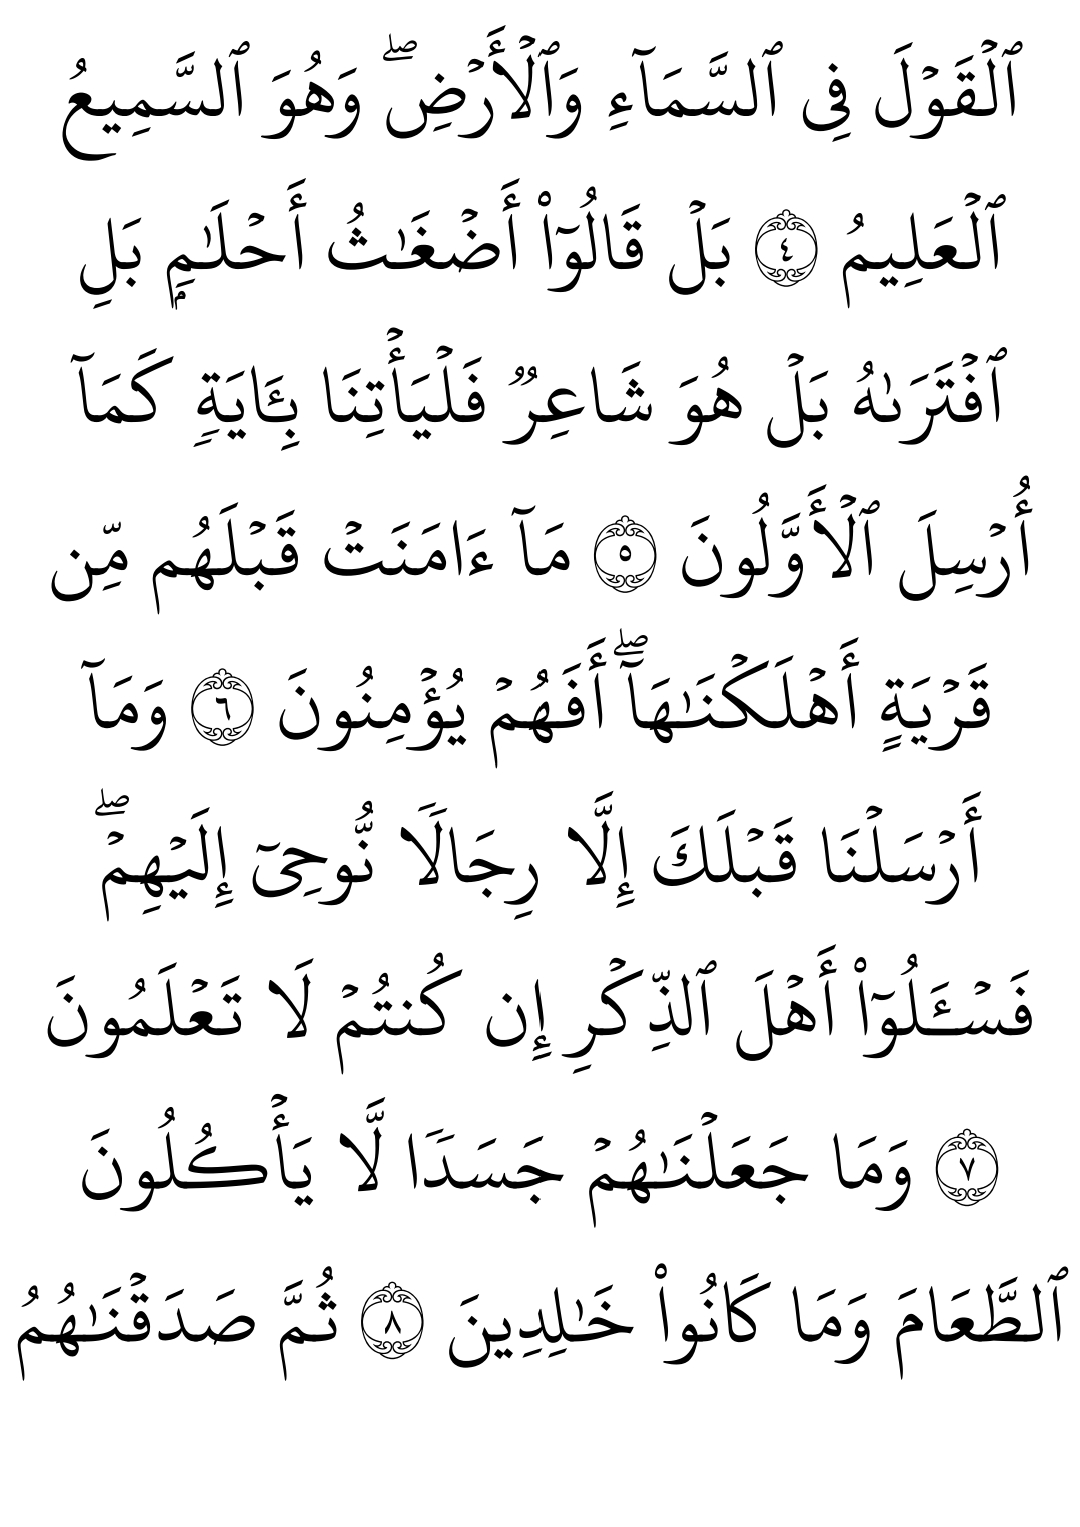 ٱلۡقَوۡلَ فِى ٱلسَّمَآءِ وَٱلۡأَرۡضِۖ وَهُوَ ٱلسَّمِيعُ
ٱلۡعَلِيمُ ٤ بَلۡ قَالُوٓاْ أَضۡغَٰثُ أَحۡلَٰمِۭ بَلِ
ٱفۡتَرَىٰهُ بَلۡ هُوَ شَاعِرٞ فَلۡيَأۡتِنَا بِـَٔايَةٖ كَمَآ
أُرۡسِلَ ٱلۡأَوَّلُونَ ٥ مَآ ءَامَنَتۡ قَبۡلَهُم مِّن
قَرۡيَةٍ أَهۡلَكۡنَٰهَآۖ أَفَهُمۡ يُؤۡمِنُونَ ٦ وَمَآ
أَرۡسَلۡنَا قَبۡلَكَ إِلَّا رِجَالٗا نُّوحِىٓ إِلَيۡهِمۡۖ
فَسۡـَٔلُوٓاْ أَهۡلَ ٱلذِّكۡرِ إِن كُنتُمۡ لَا تَعۡلَمُونَ
٧ وَمَا جَعَلۡنَٰهُمۡ جَسَدٗا لَّا يَأۡكُلُونَ
ٱلطَّعَامَ وَمَا كَانُواْ خَٰلِدِينَ ٨ ثُمَّ صَدَقۡنَٰهُمُ